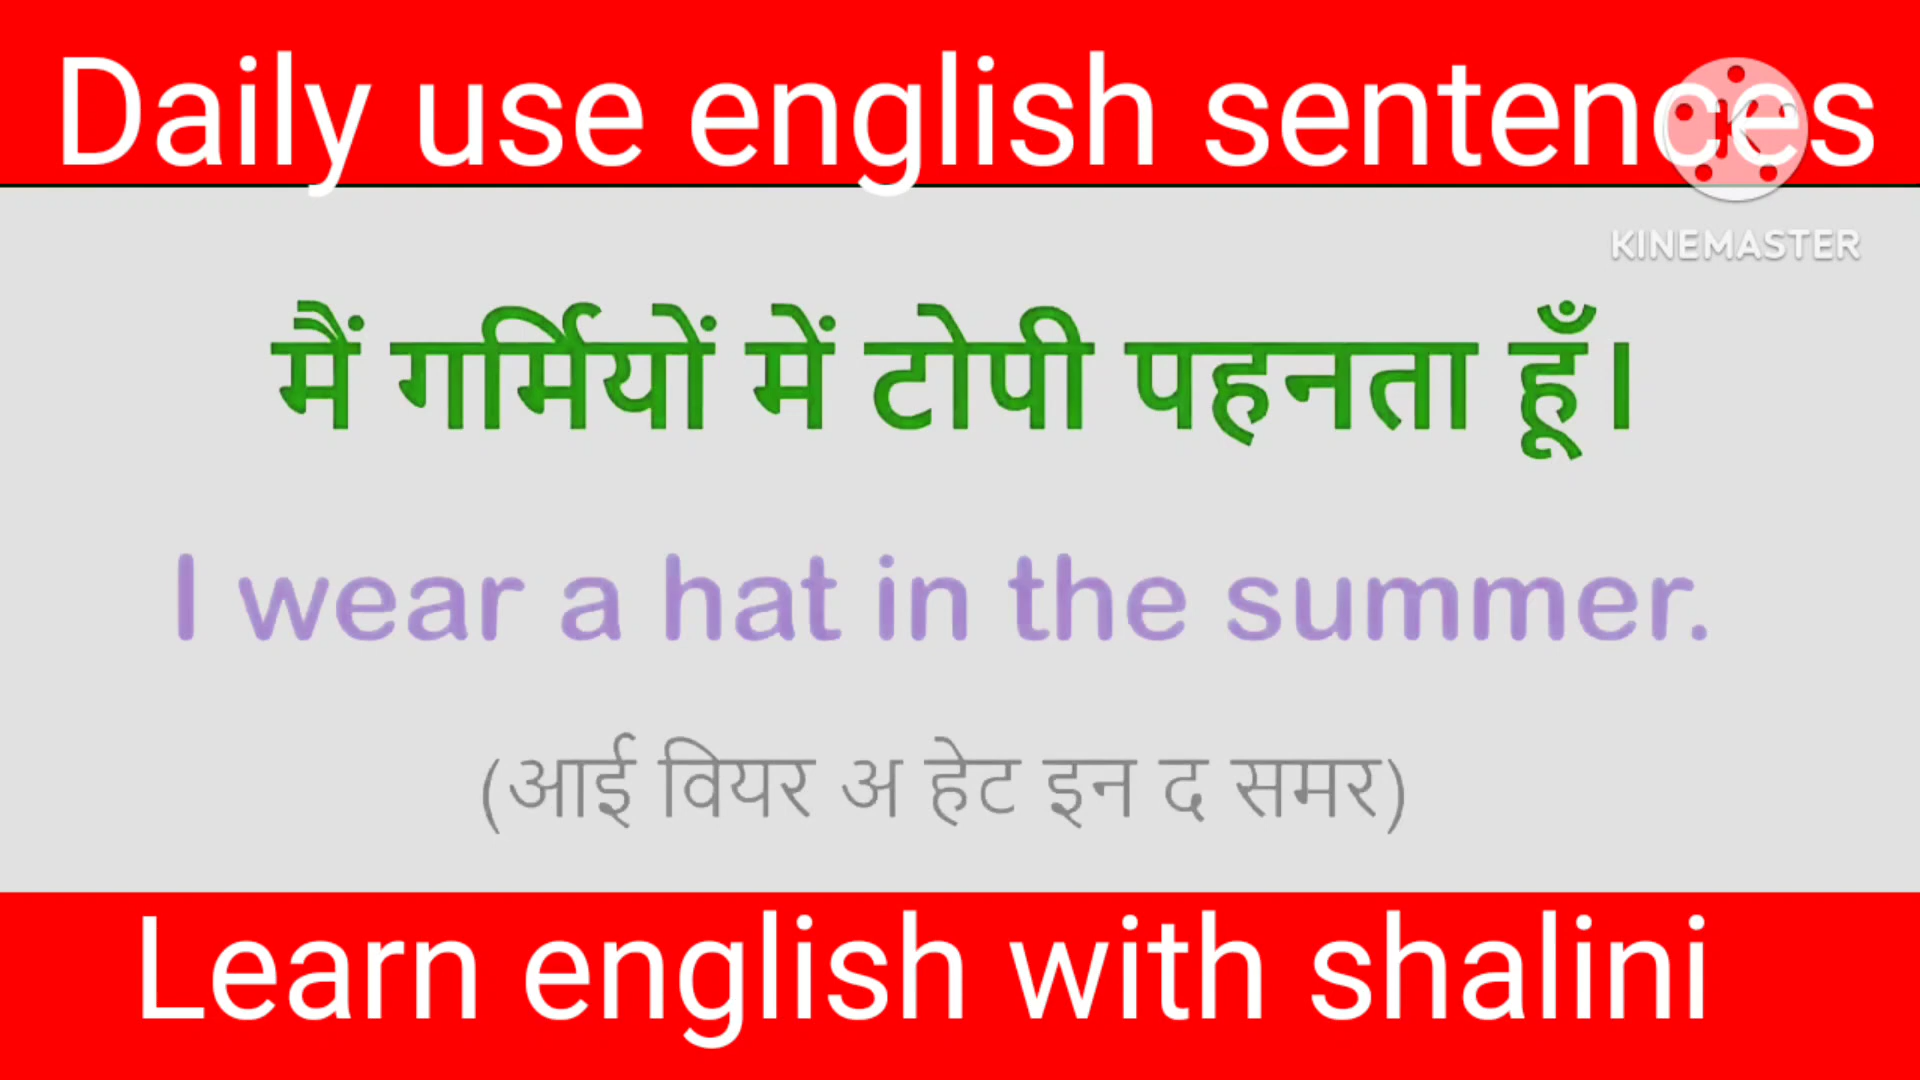 Daily use english sentences
KINEMASTER
मैं गर्मियों में टोपी पहनता हूँ।
I wear a hat in the summer.
(आई वियर अ हेट इन द समर)
Learn english with shalini